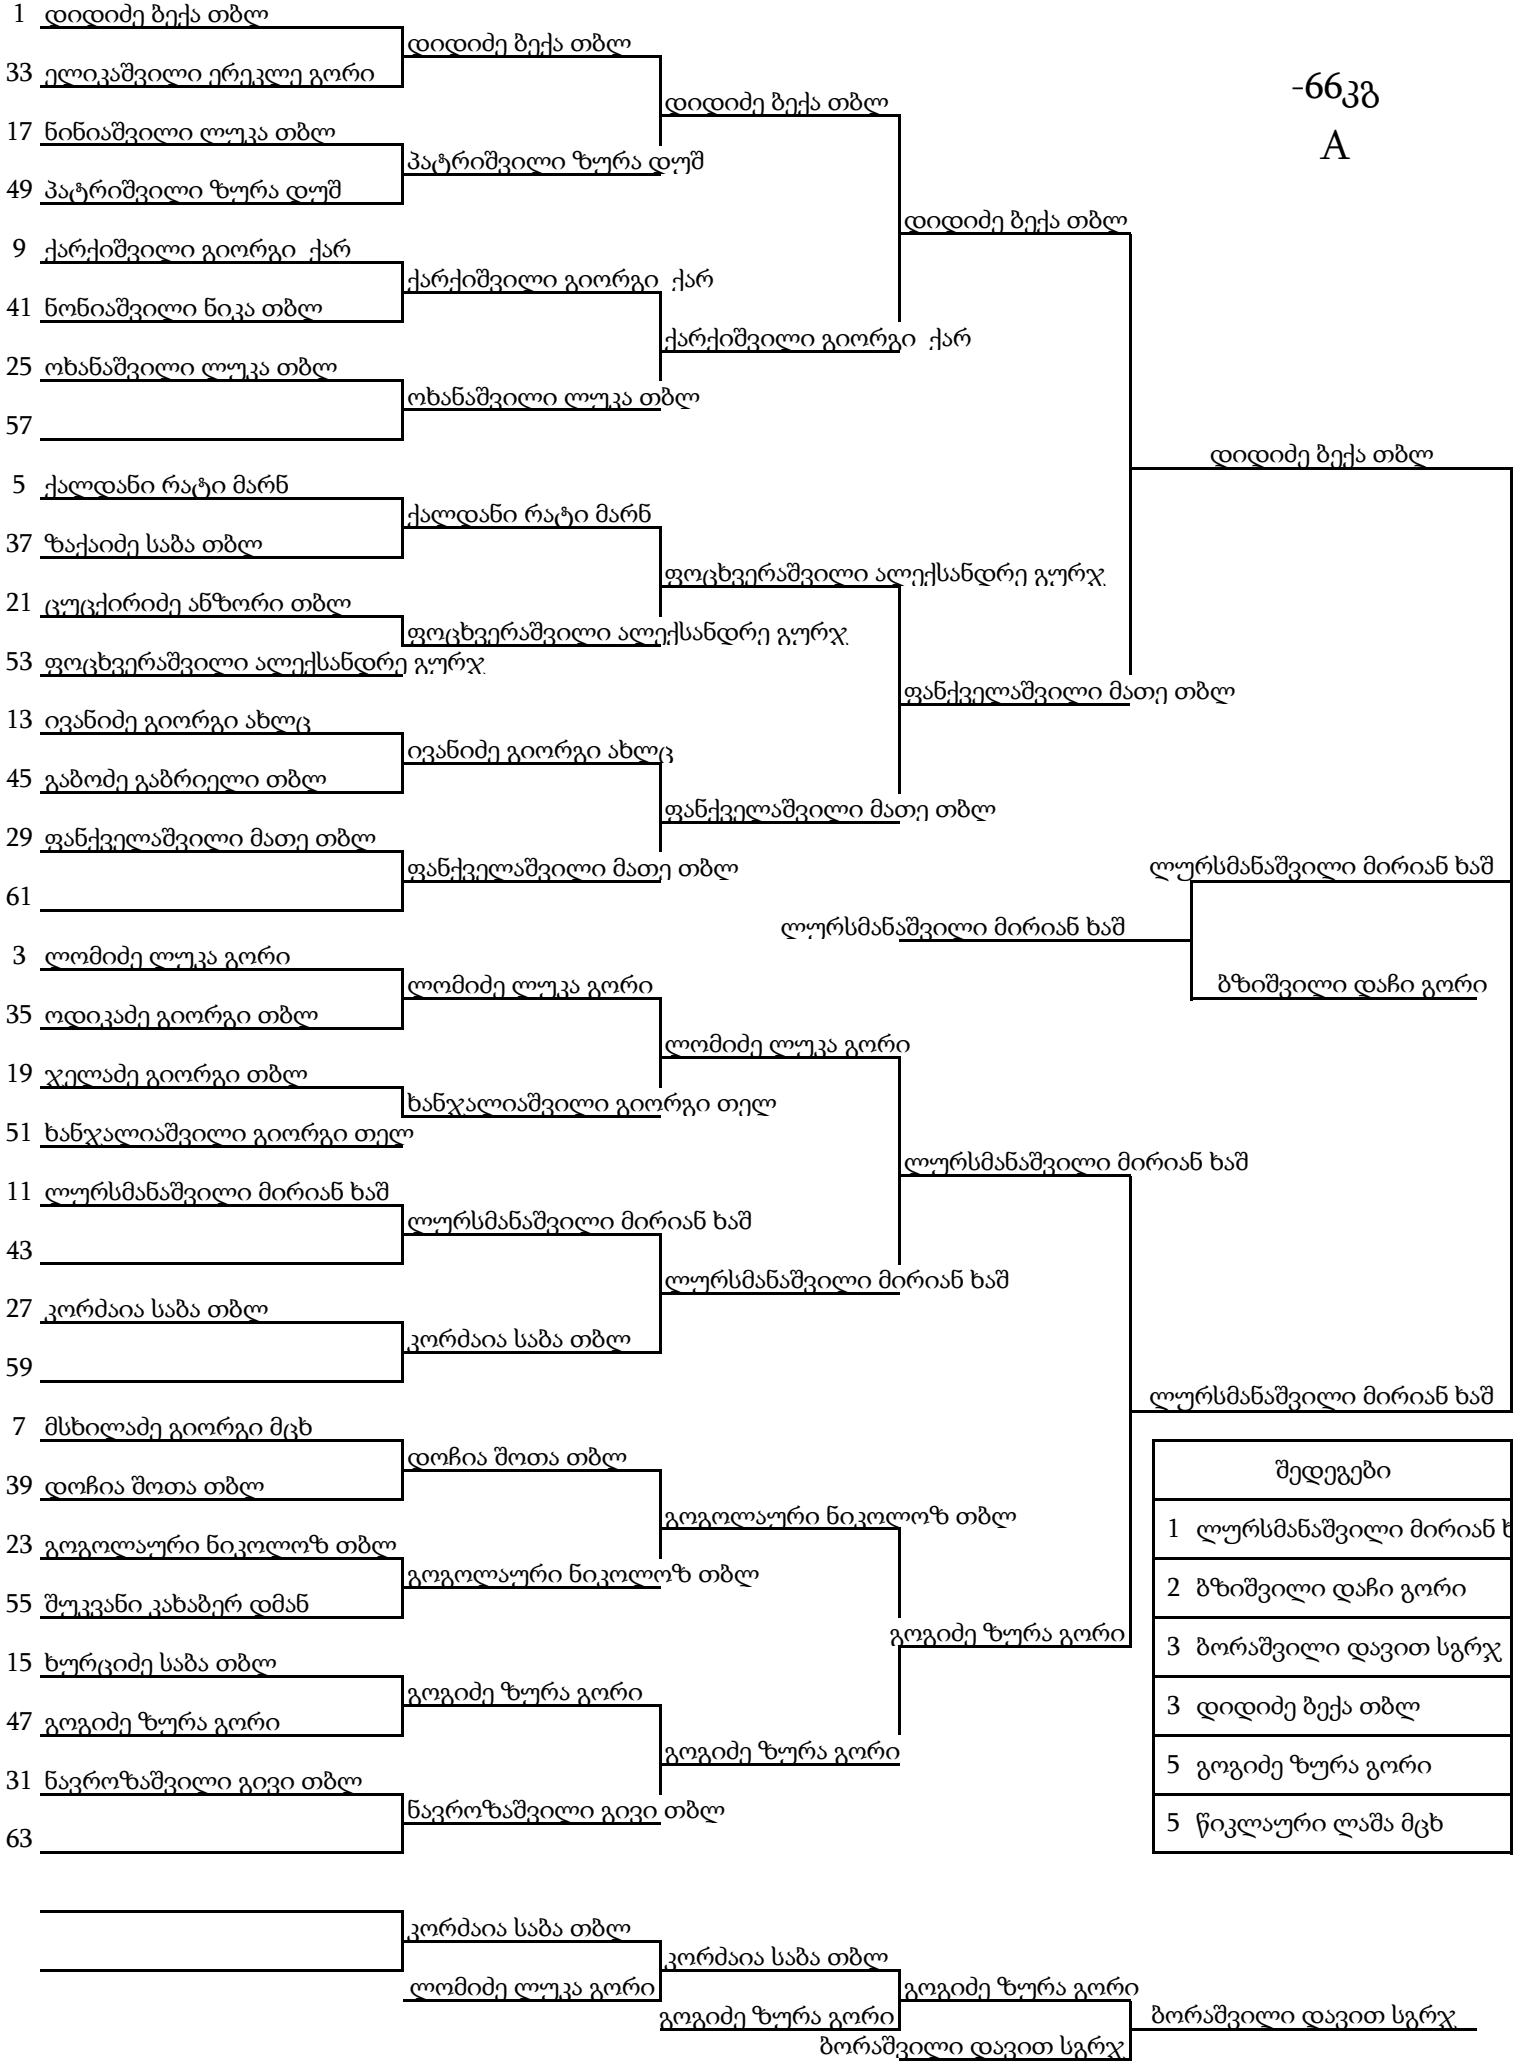 1 დიდიძე ბექა თბლ
დიდიძე ბექა თბლ
33 ელიკაშვილი ერეკლე გორი
-66კგ
დიდიძე ბექა თბლ
17 ნინიაშვილი ლუკა თბლ
A
პატრიშვილი ზურა დუშ
49 პატრიშვილი ზურა დუშ
დიდიძე ბექა თბლ
9 ქარქიშვილი გიორგი ქარ
ქარქიშვილი გიორგი ქარ
41 ნონიაშვილი ნიკა თბლ
ქარქიშვილი გიორგი ქარ
25 ოხანაშვილი ლუკა თბლ
ოხანაშვილი ლუკა თბლ
57
დიდიძე ბექა თბლ
5 ქალდანი რატი მარნ
ქალდანი რატი მარნ
37 ზაქაიძე საბა თბლ
ფოცხვერაშვილი ალექსანდრე გურჯ
21 ცუცქირიძე ანზორი თბლ
ფოცხვერაშვილი ალექსანდრე გურჯ
53 ფოცხვერაშვილი ალექსანდრე გურჯ
ფანქველაშვილი მათე თბლ
13 ივანიძე გიორგი ახლც
ივანიძე გიორგი ახლც
45 გაბოძე გაბრიელი თბლ
ფანქველაშვილი მათე თბლ
29 ფანქველაშვილი მათე თბლ
ფანქველაშვილი მათე თბლ
ლურსმანაშვილი მირიან ხაშ
61
ლურსმანაშვილი მირიან ხაშ
3 ლომიძე ლუკა გორი
ლომიძე ლუკა გორი
ბზიშვილი დაჩი გორი
35 ოდიკაძე გიორგი თბლ
ლომიძე ლუკა გორი
19 ჯელაძე გიორგი თბლ
ხანჯალიაშვილი გიორგი თელ
51 ხანჯალიაშვილი გიორგი თელ
ლურსმანაშვილი მირიან ხაშ
11 ლურსმანაშვილი მირიან ხაშ
ლურსმანაშვილი მირიან ხაშ
43
ლურსმანაშვილი მირიან ხაშ
27 კორძაია საბა თბლ
კორძაია საბა თბლ
59
ლურსმანაშვილი მირიან ხაშ
7 მსხილაძე გიორგი მცხ
დოჩია შოთა თბლ
შედეგები
39 დოჩია შოთა თბლ
გოგოლაური ნიკოლოზ თბლ
1 ლურსმანაშვილი მირიან ხ
23 გოგოლაური ნიკოლოზ თბლ
გოგოლაური ნიკოლოზ თბლ
2 ბზიშვილი დაჩი გორი
55 შუკვანი კახაბერ დმან
გოგიძე ზურა გორი
3 ბორაშვილი დავით სგრჯ
15 ხურციძე საბა თბლ
გოგიძე ზურა გორი
3 დიდიძე ბექა თბლ
47 გოგიძე ზურა გორი
გოგიძე ზურა გორი
5 გოგიძე ზურა გორი
31 ნავროზაშვილი გივი თბლ
ნავროზაშვილი გივი თბლ
5 წიკლაური ლაშა მცხ
63
კორძაია საბა თბლ
კორძაია საბა თბლ
ლომიძე ლუკა გორი
გოგიძე ზურა გორი
გოგიძე ზურა გორი
ბორაშვილი დავით სგრჯ
ბორაშვილი დავით სგრჯ